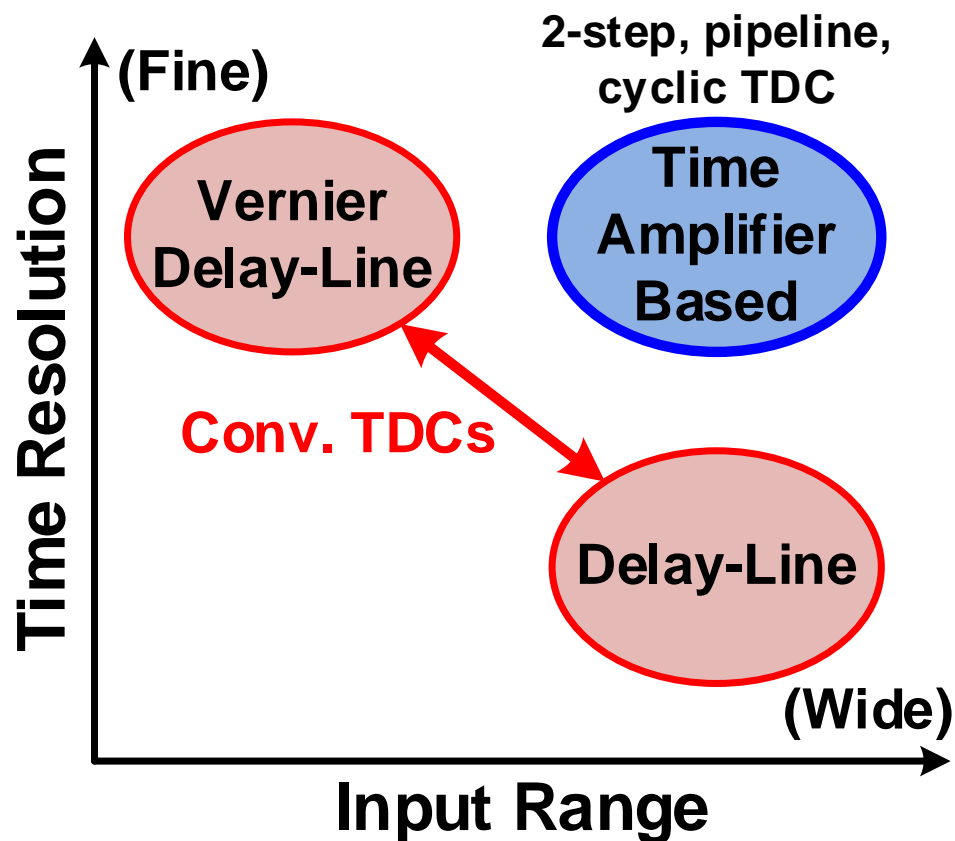 2-step, pipeline,
cyclic TDC
(Fine)
Time Resolution
Vernier
Delay-Line
Time
Amplifier
Based
Conv. TDCs
Delay-Line
(Wide)
Input Range